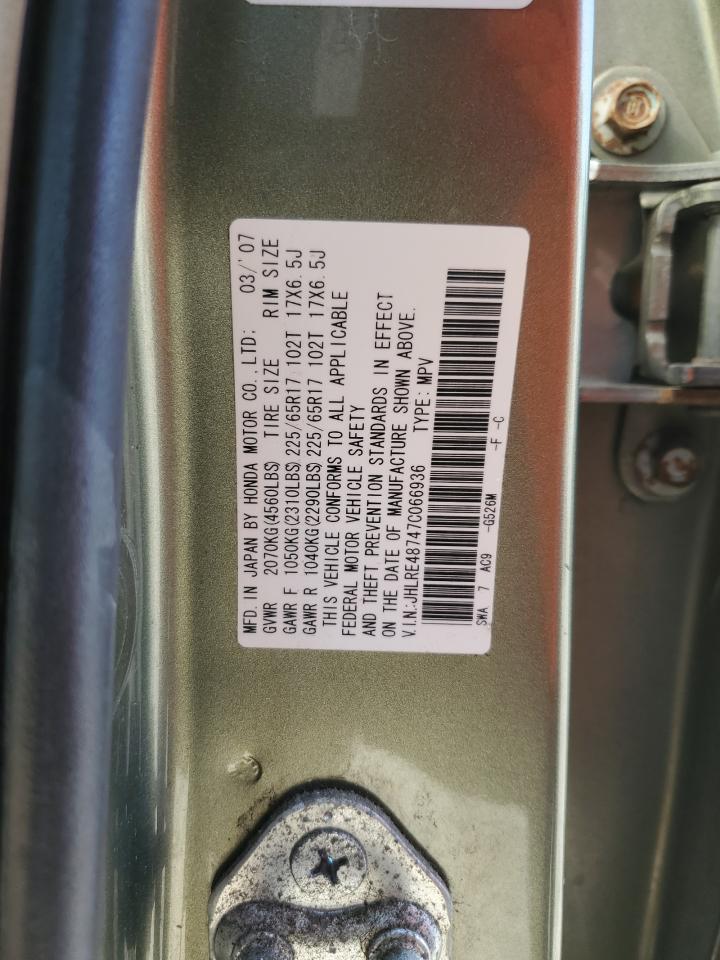 MFD. IN JAPAN BY HONDA MOTOR CO., LTD: 03/'07
GVWR 2070KG(4560LBS) TIRE SIZE RIM SIZE
GAWR F 1050KG(2310LBS) 225/65R17 102T 17X6.5J
GAWR R 1040KG(2290LBS) 225/65R17 102T 17X6.5J
THIS VEHICLE CONFORMS TO ALL APPLICABLE
FEDERAL MOTOR VEHICLE SAFETY
AND THEFT PREVENTION STANDARDS IN EFFECT
ON THE DATE OF MANUFACTURE SHOWN ABOVE.
V.I.N:JHLRE48747C066936 TYPE: MPV
SWA 7 AC9 -G526M -F -C